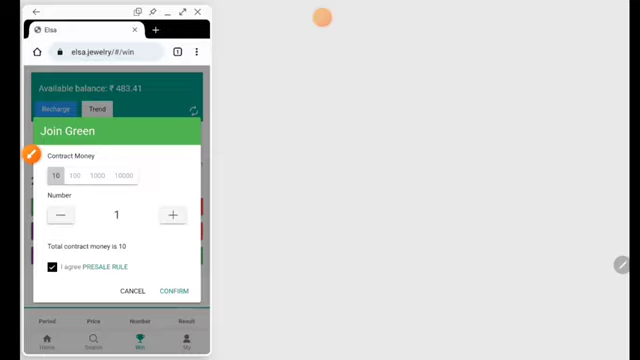 Elsa
elsa.jewelry/#/win
1
Available balance: ₹ 483.41
Recharge
Trend
Join Green
Contract Money
10 100 1000 10000
Number
1
Total contract money is 10
I agree PRESALE RULE
CANCEL CONFIRM
Period Price Number Result
Home Search Win My